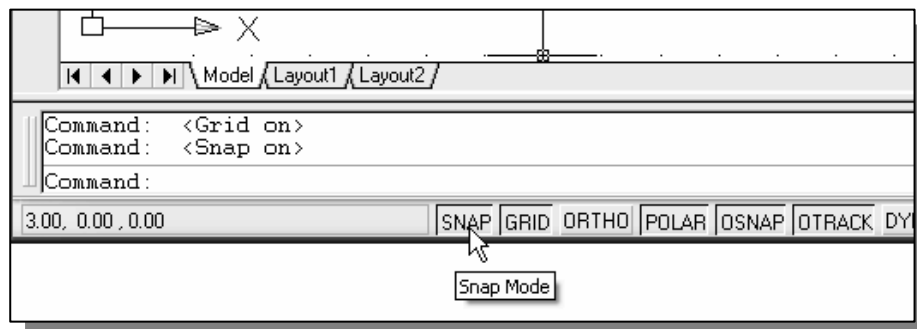 X
Model Layout1 Layout2
Command: <Grid on>
Command: <Snap on>
Command:
3.00, 0.00 , 0.00 SNAP GRID ORTHO POLAR OSNAP OTRACK DY
Snap Mode